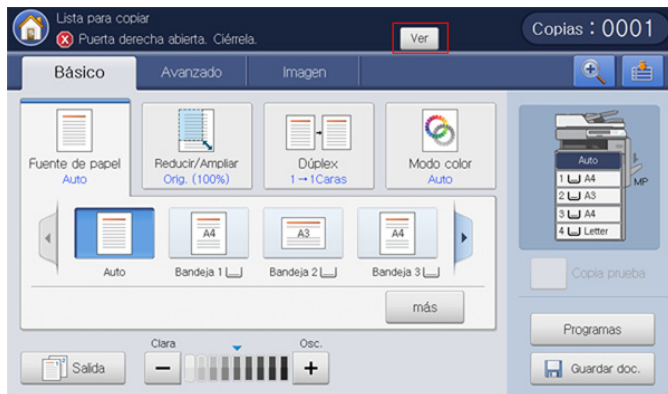 Lista para copiar
Puerta derecha abierta. Ciérrela.
Ver
Copias : 0001
Básico
Avanzado
Imagen
Fuente de papel
Auto
Reducir/Ampliar
Orig. (100%)
Dúplex
1→1Caras
Modo color
Auto
Auto
1 A4
2 A3
3 A4
4 Letter
MP
A4
A3
A4
Auto
Bandeja 1
Bandeja 2
Bandeja 3
más
Copia prueba
Programas
Guardar doc.
Salida
Clara
Osc.